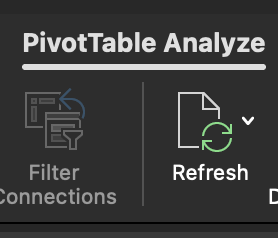 PivotTable Analyze
Filter
Connections
Refresh